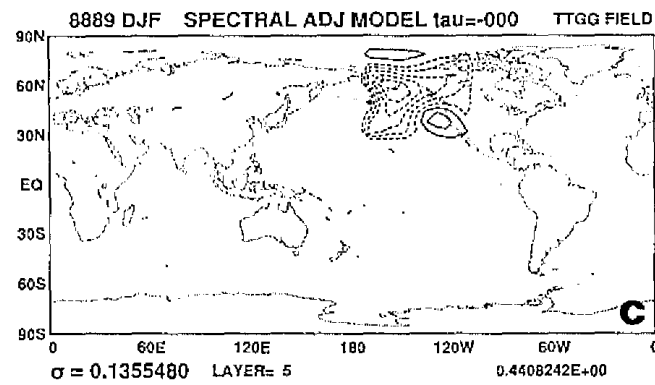 8889 DJF SPECTRAL ADJ MODEL tau=-000 TTGG FIELD
90N
60N
30N
EQ
30S
60S
90S
C
0 60E 120E 180 120W 60W 0
σ = 0.1355480 LAYER= 5 0.4408242E+00